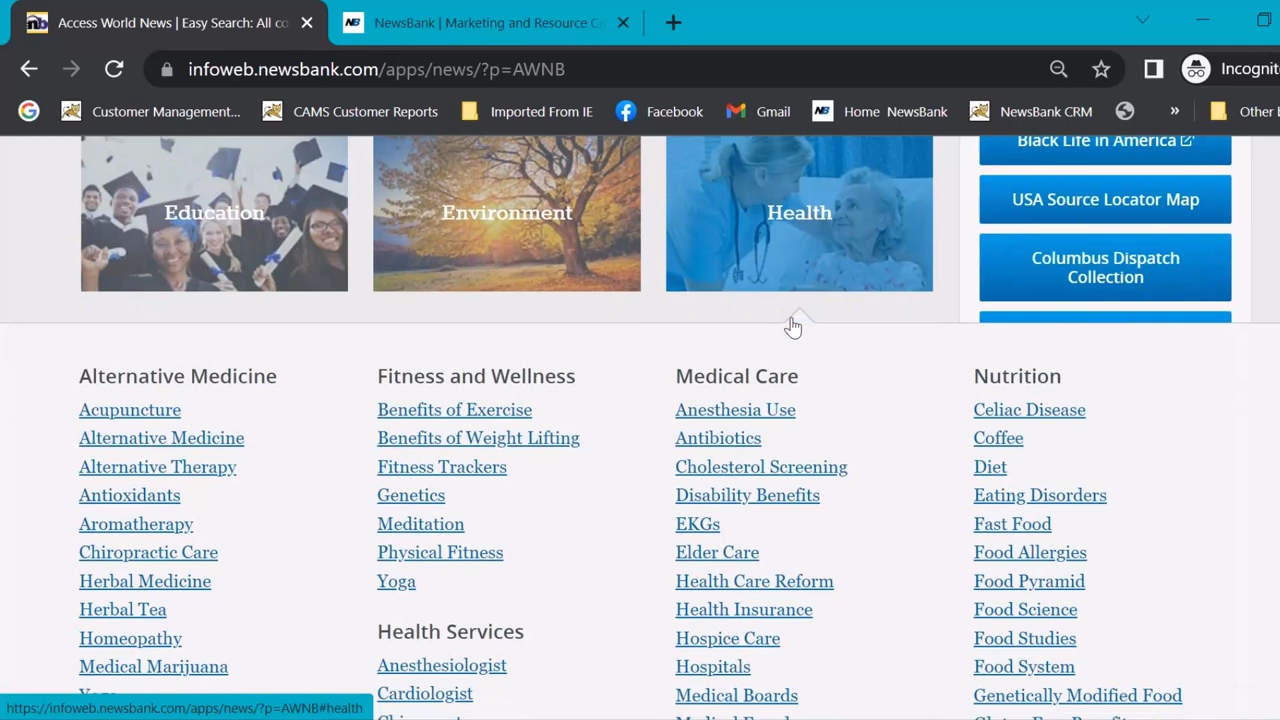 Access World News | Easy Search: All co
NewsBank | Marketing and Resource Ce
infoweb.newsbank.com/apps/news/?p=AWNB
Incognit
Customer Management...
CAMS Customer Reports
Imported From IE
Facebook
Gmail
Home NewsBank
NewsBank CRM
»
Other
Education
Environment
Health
Black Life in America
USA Source Locator Map
Columbus Dispatch
Collection
Alternative Medicine
Acupuncture
Alternative Medicine
Alternative Therapy
Antioxidants
Aromatherapy
Chiropractic Care
Herbal Medicine
Herbal Tea
Homeopathy
Medical Marijuana
Yoga
Fitness and Wellness
Benefits of Exercise
Benefits of Weight Lifting
Fitness Trackers
Genetics
Meditation
Physical Fitness
Yoga
Health Services
Anesthesiologist
Cardiologist
Medical Care
Anesthesia Use
Antibiotics
Cholesterol Screening
Disability Benefits
EKGs
Elder Care
Health Care Reform
Health Insurance
Hospice Care
Hospitals
Medical Boards
Nutrition
Celiac Disease
Coffee
Diet
Eating Disorders
Fast Food
Food Allergies
Food Pyramid
Food Science
Food Studies
Food System
Genetically Modified Food
https://infoweb.newsbank.com/apps/news/?p=AWNB#health